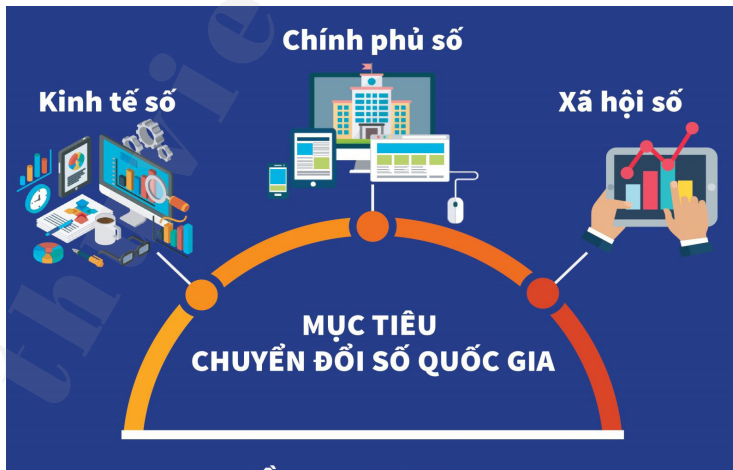 Chính phủ số
Kinh tế số
Xã hội số
MỤC TIÊU
CHUYỂN ĐỔI SỐ QUỐC GIA